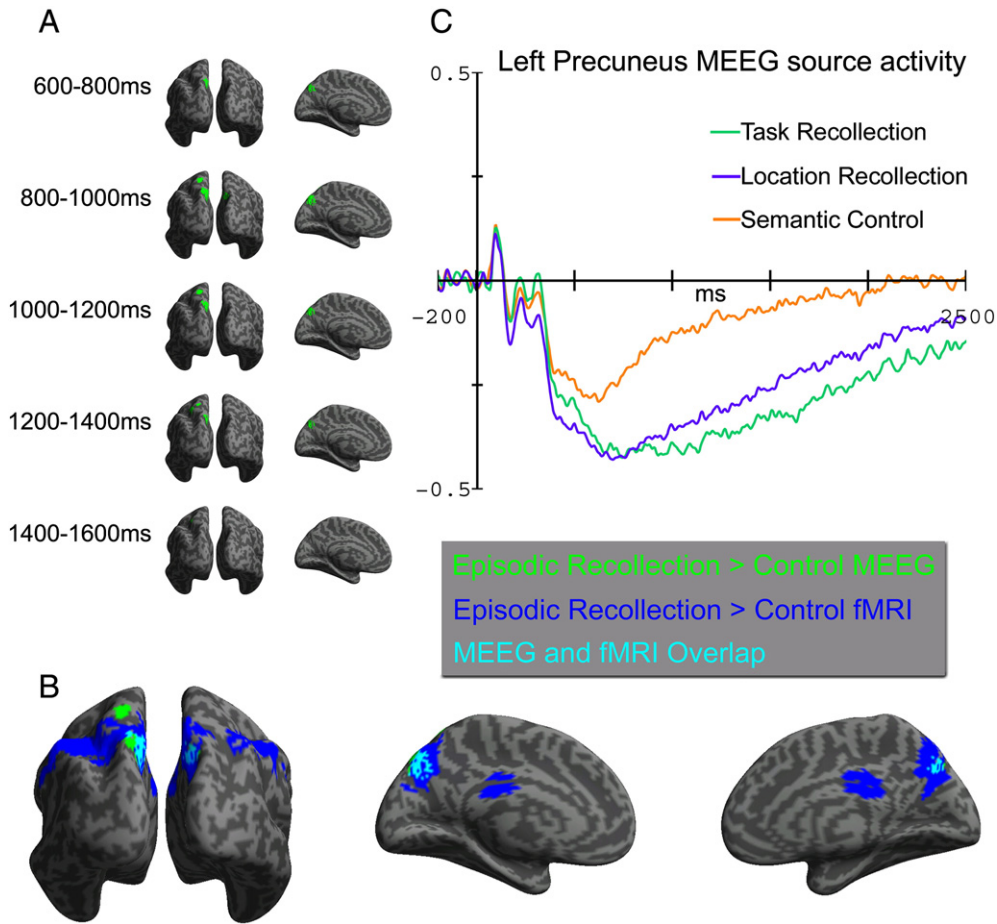 A
600-800ms
800-1000ms
1000-1200ms
1200-1400ms
1400-1600ms
C
Left Precuneus MEEG source activity
0.5
Task Recollection
Location Recollection
Semantic Control
ms
-200
2500
-0.5
Episodic Recollection > Control MEEG
Episodic Recollection > Control fMRI
MEEG and fMRI Overlap
B